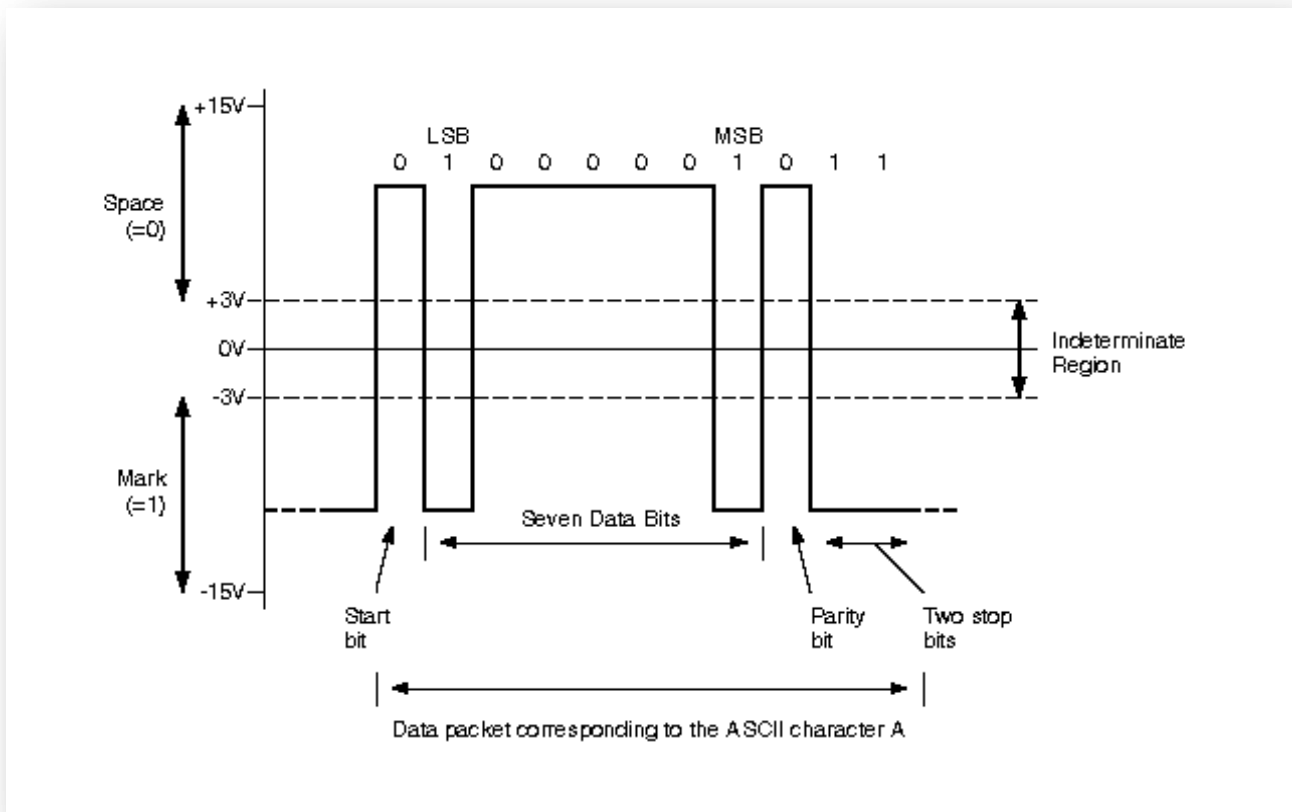 +15V
LSB MSB
0 1 0 0 0 0 0 1 0 1 1
Space
(=0)
+3V
0V
Indeterminate
Region
-3V
Mark
(=1)
Seven Data Bits
-15V
Start
bit
Parity
bit
Two stop
bits
Data packet corresponding to the ASCII character A